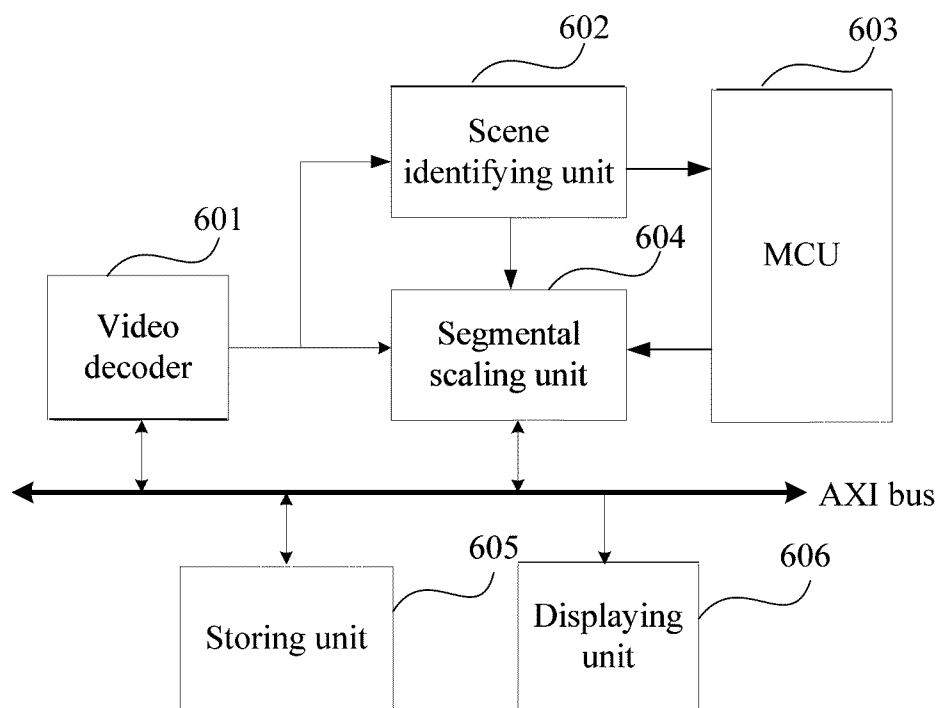 602
603
Scene
identifying unit
601
604
MCU
Video
decoder
Segmental
scaling unit
AXI bus
605
606
Storing unit
Displaying
unit